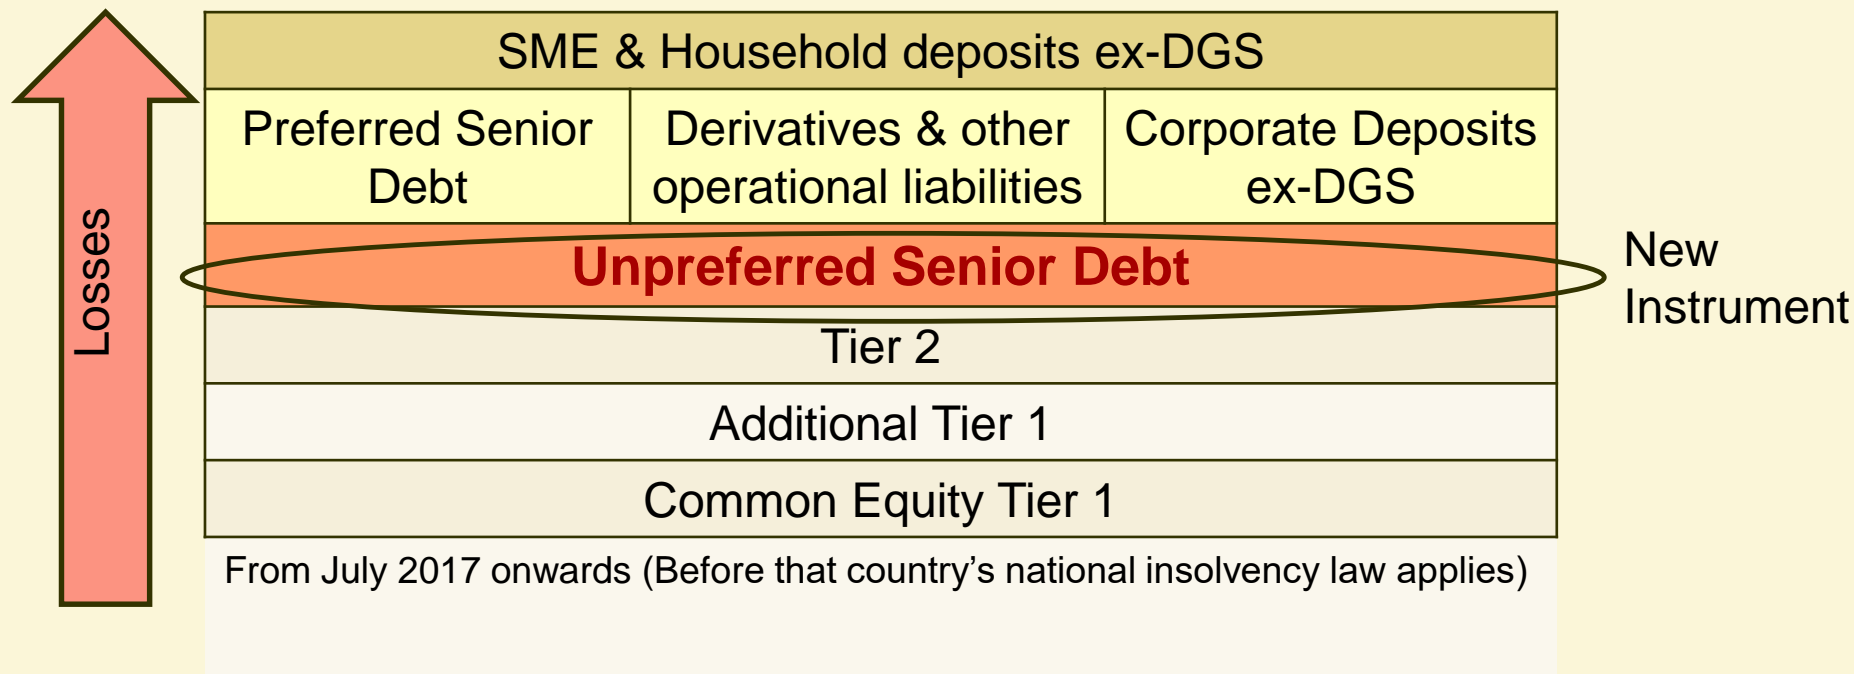 Losses
SME & Household deposits ex-DGS
Preferred Senior
Debt
Derivatives & other
operational liabilities
Corporate Deposits
ex-DGS
Unpreferred Senior Debt
New
Instrument
Tier 2
Additional Tier 1
Common Equity Tier 1
From July 2017 onwards (Before that country's national insolvency law applies)